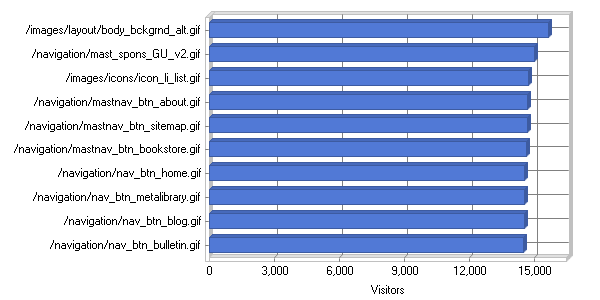 /images/layout/body_bckgrnd_alt.gif
/navigation/mast_spons_GU_v2.gif
/images/icons/icon_li_list.gif
/navigation/mastnav_btn_about.gif
/navigation/mastnav_btn_sitemap.gif
/navigation/mastnav_btn_bookstore.gif
/navigation/nav_btn_home.gif
/navigation/nav_btn_metalibrary.gif
/navigation/nav_btn_blog.gif
/navigation/nav_btn_bulletin.gif
0 3,000 6,000 9,000 12,000 15,000
Visitors